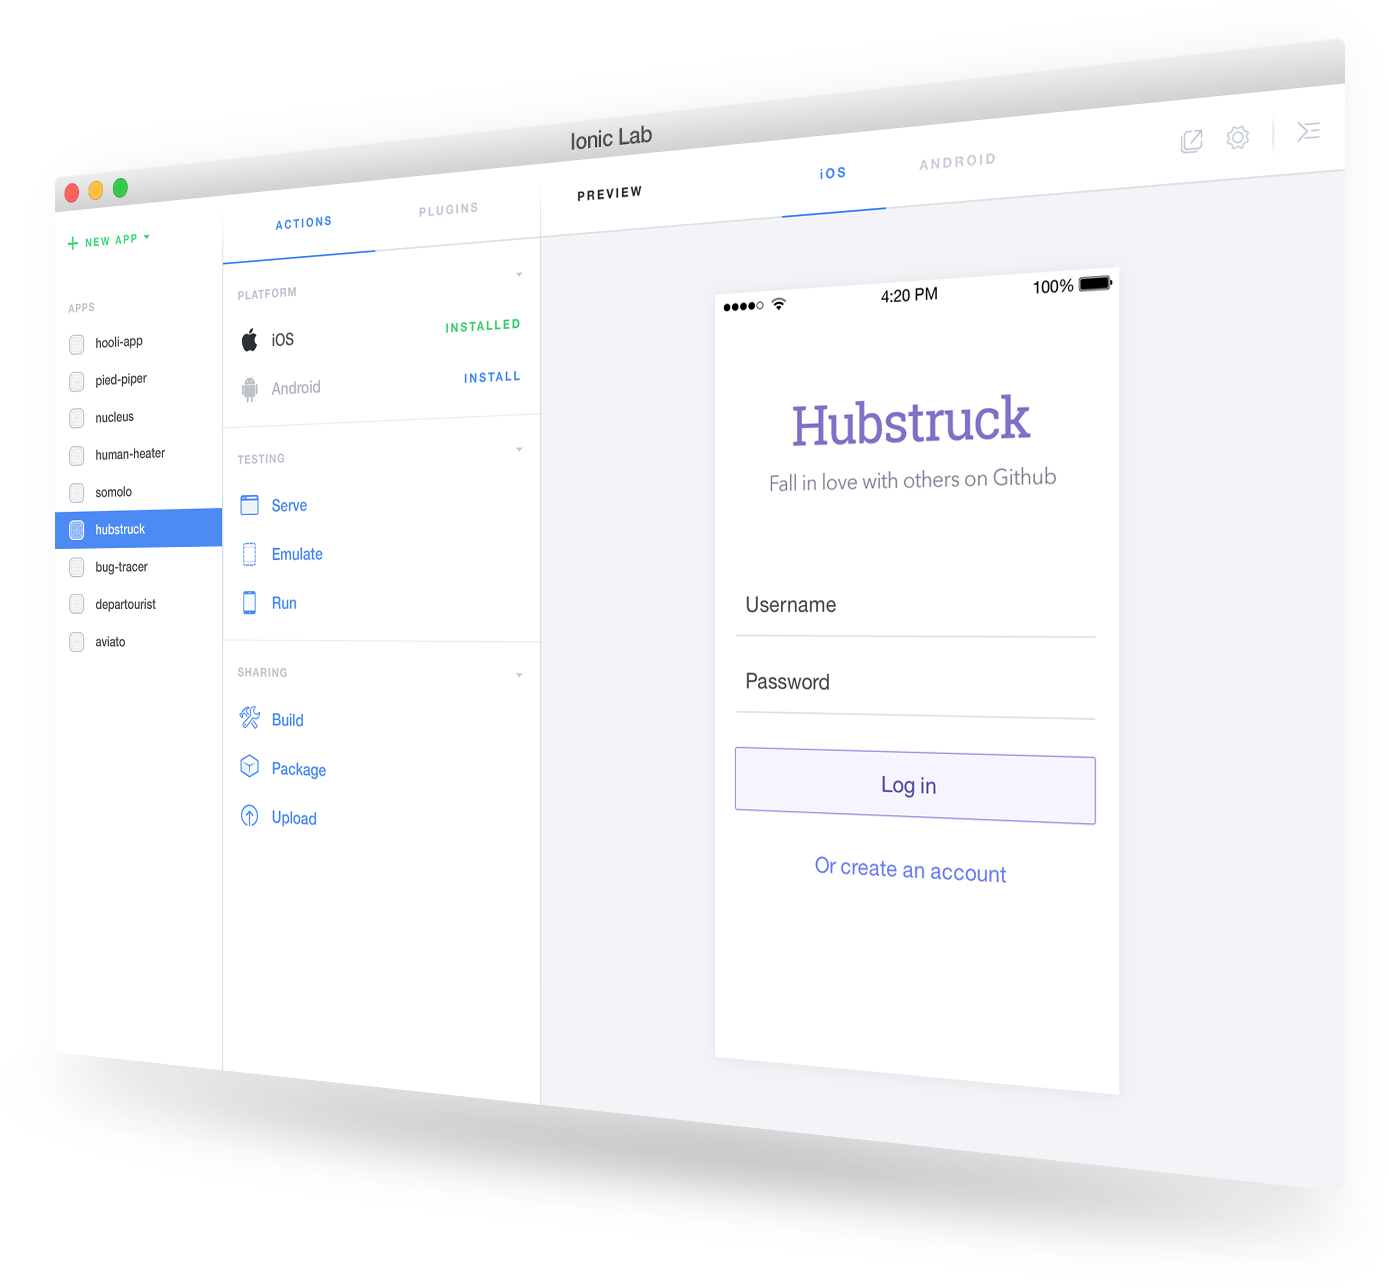 Ionic Lab
NEW APP
APPS
hooli-app
pied-piper
nucleus
human-heater
somolo
hubstruck
bug-tracer
departourist
aviato
ACTIONS
PLUGINS
PLATFORM
iOS
INSTALLED
Android
INSTALL
TESTING
Serve
Emulate
Run
SHARING
Build
Package
Upload
PREVIEW
iOS
ANDROID
4:20 PM
100%
Hubstruck
Fall in love with others on Github
Username
Password
Log in
Or create an account